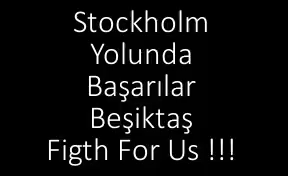 Stockholm
Yolunda
Başarılar
Beşiktaş
Figth For Us !!!